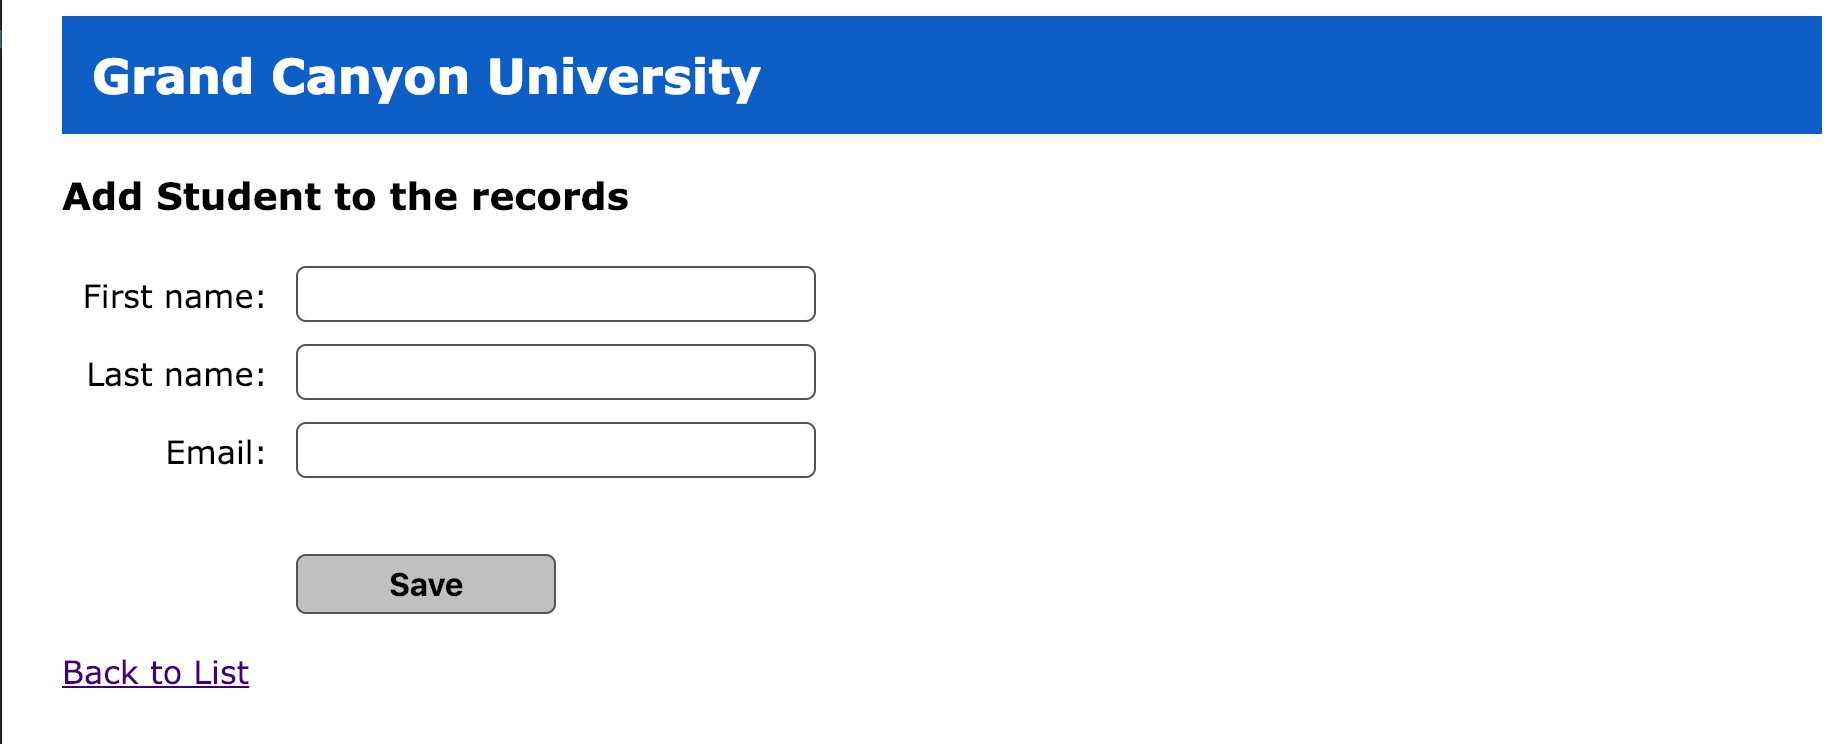 Grand Canyon University
Add Student to the records
First name:
Last name:
Email:
Save
Back to List